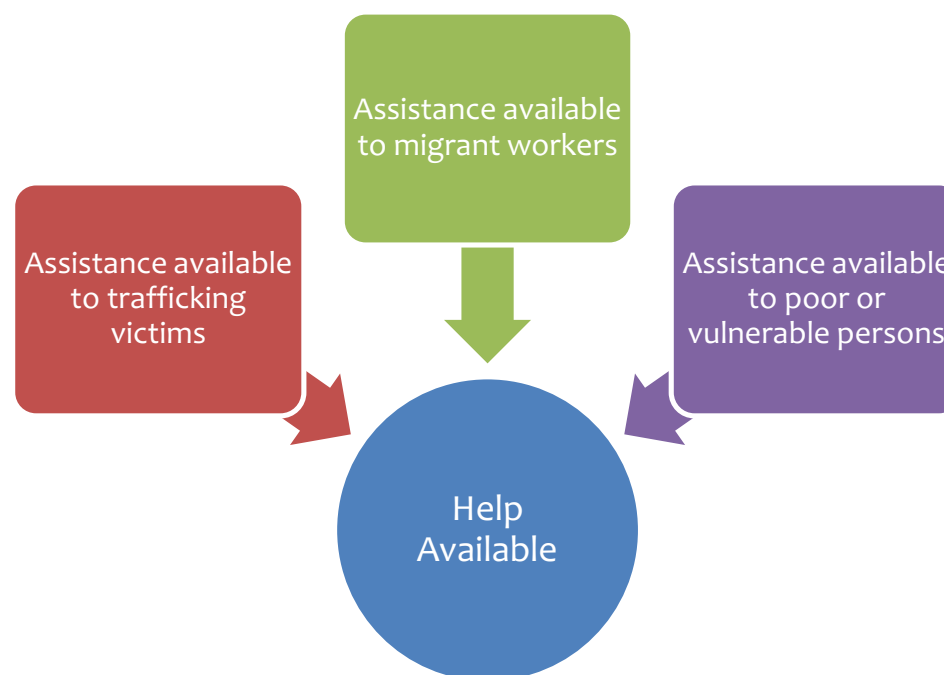 Assistance available
to migrant workers
Assistance available
to trafficking
victims
Assistance available
to poor or
vulnerable persons
Help
Available